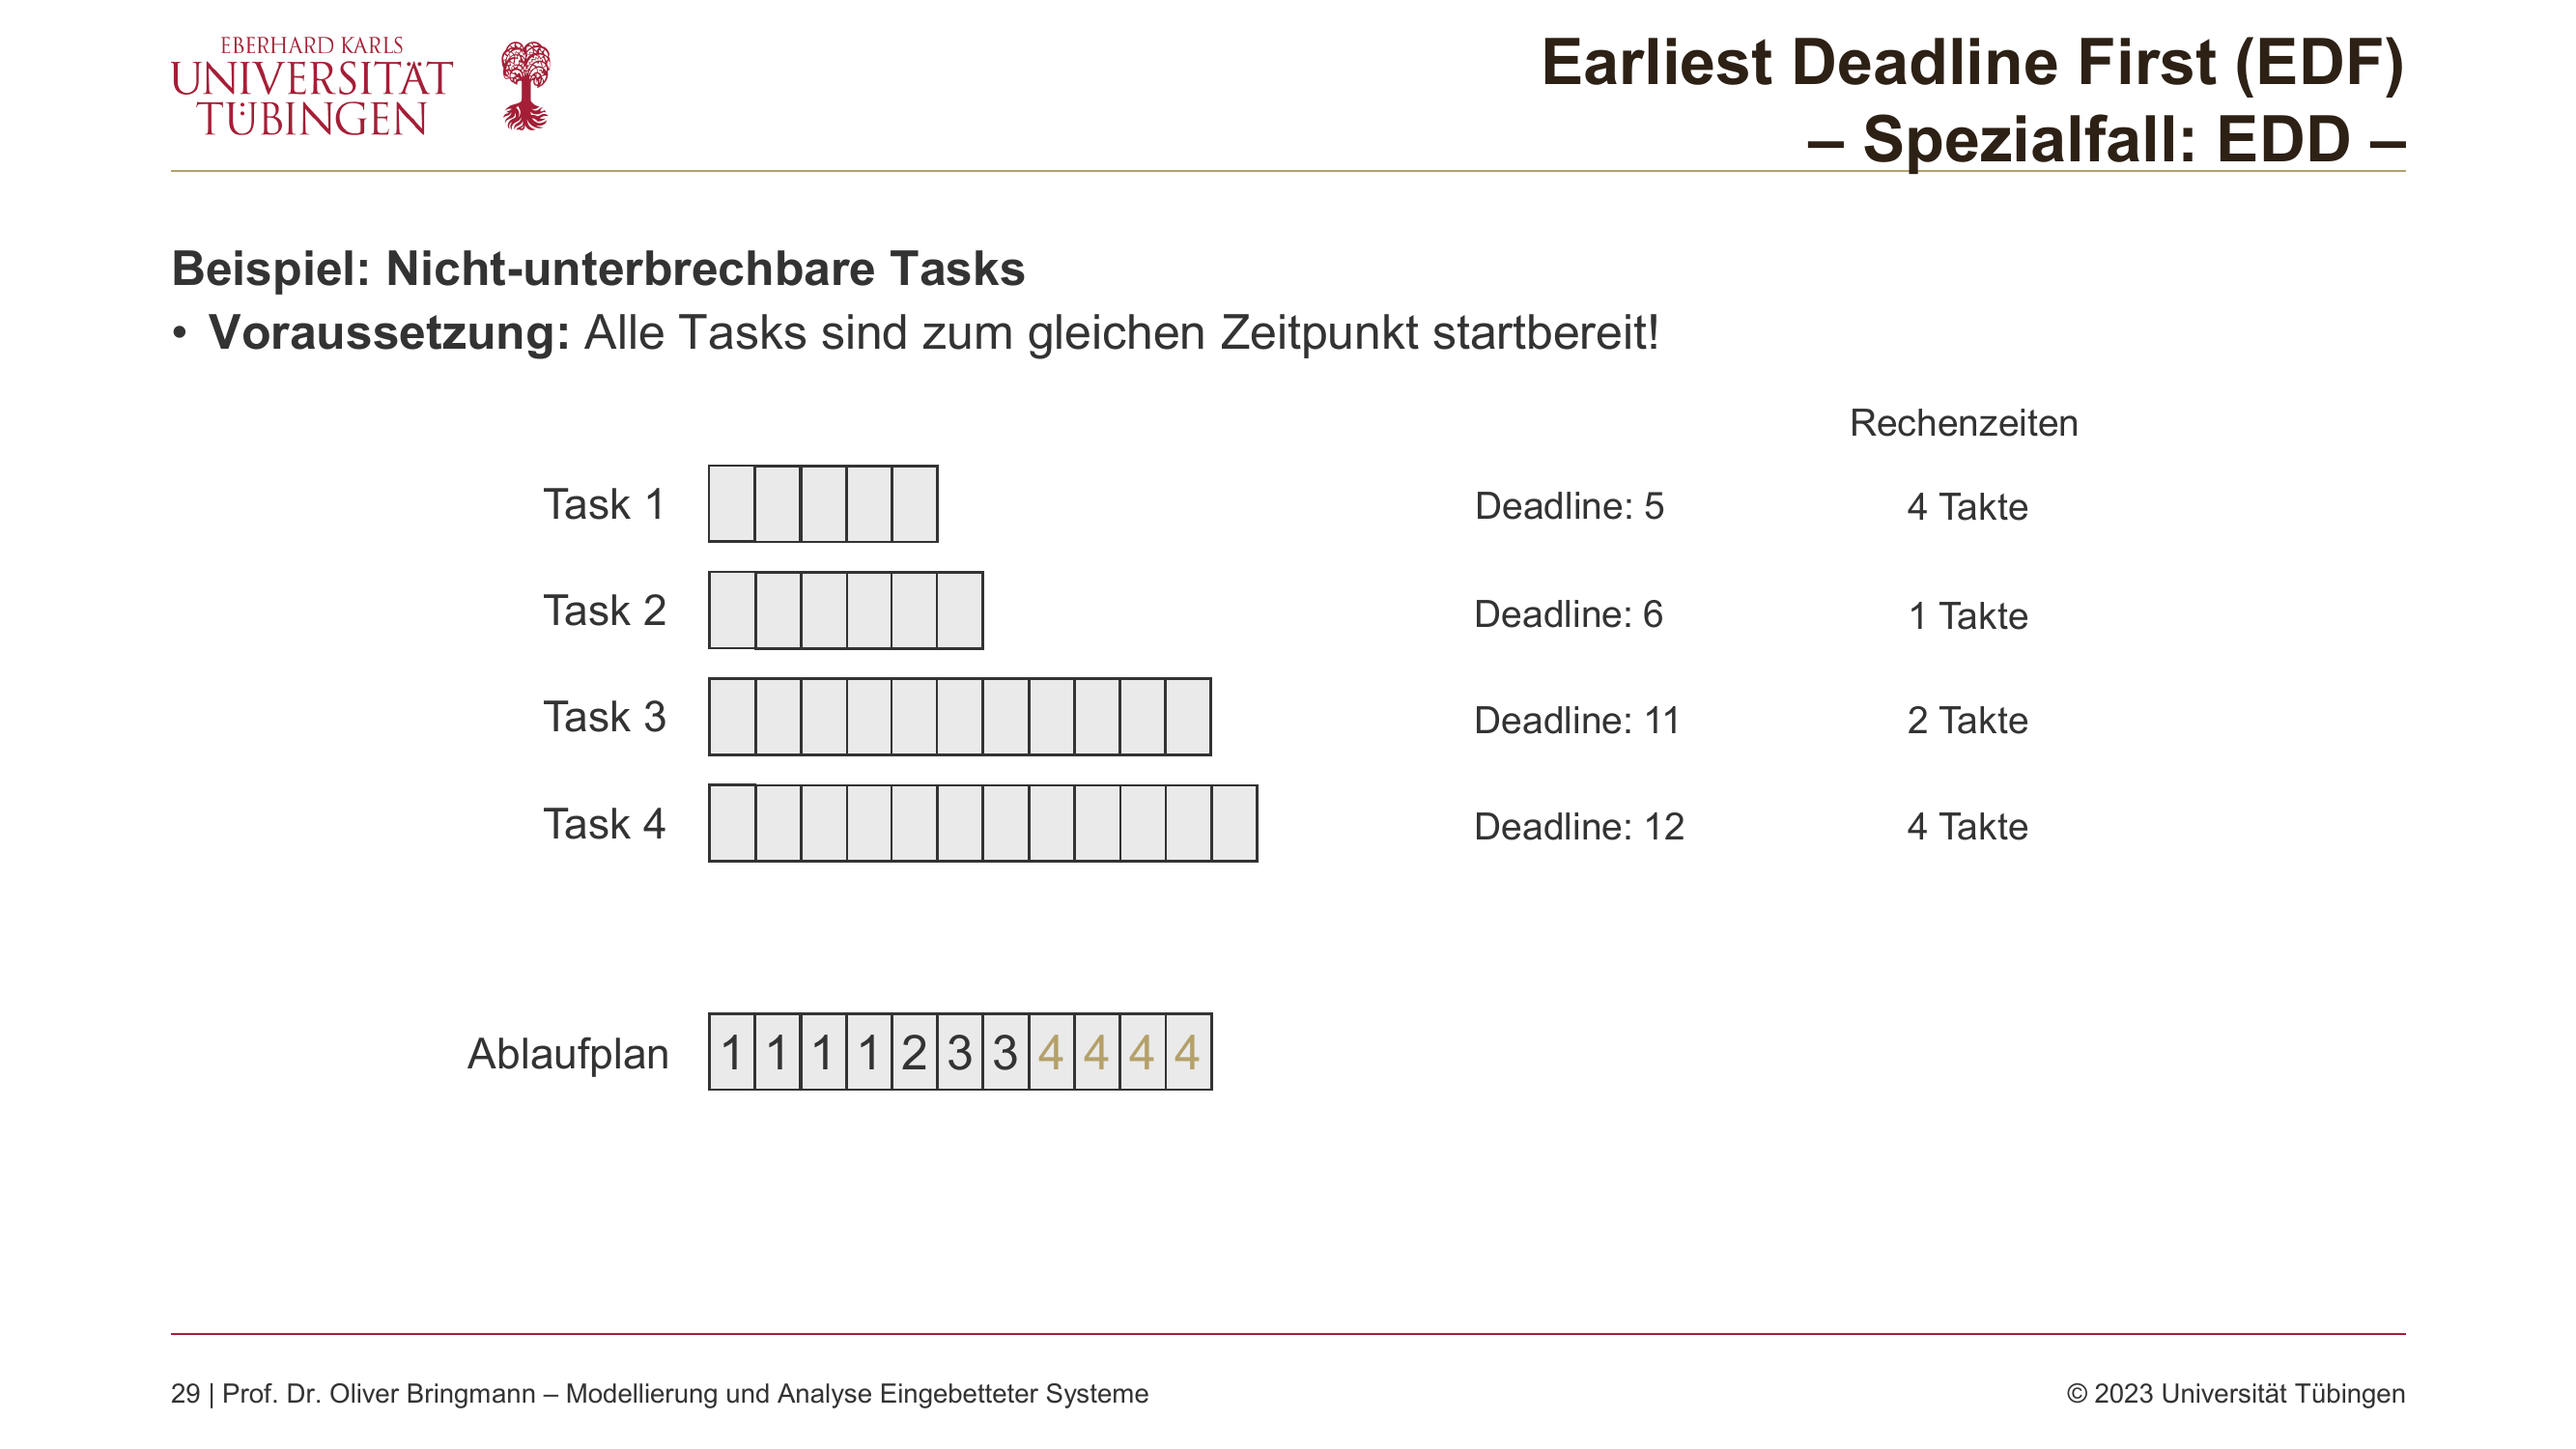 EBERHARD KARLS
UNIVERSITÄT
TÜBINGEN
Earliest Deadline First (EDF)
– Spezialfall: EDD –
Beispiel: Nicht-unterbrechbare Tasks
• Voraussetzung: Alle Tasks sind zum gleichen Zeitpunkt startbereit!
Rechenzeiten
Task 1 Deadline: 5 4 Takte
Task 2 Deadline: 6 1 Takte
Task 3 Deadline: 11 2 Takte
Task 4 Deadline: 12 4 Takte
Ablaufplan 1 1 1 1 2 3 3 4 4 4 4
29 | Prof. Dr. Oliver Bringmann – Modellierung und Analyse Eingebetteter Systeme © 2023 Universität Tübingen